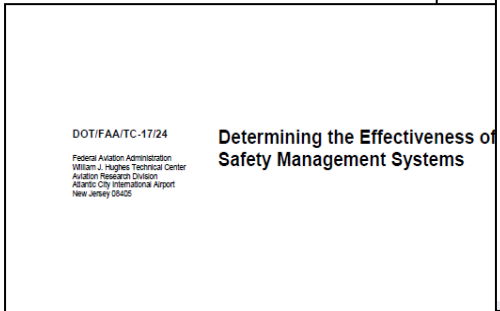 DOT/FAA/TC-17/24
Federal Aviation Administration
William J. Hughes Technical Center
Aviation Research Division
Atlantic City International Airport
New Jersey 08405
Determining the Effectiveness of
Safety Management Systems